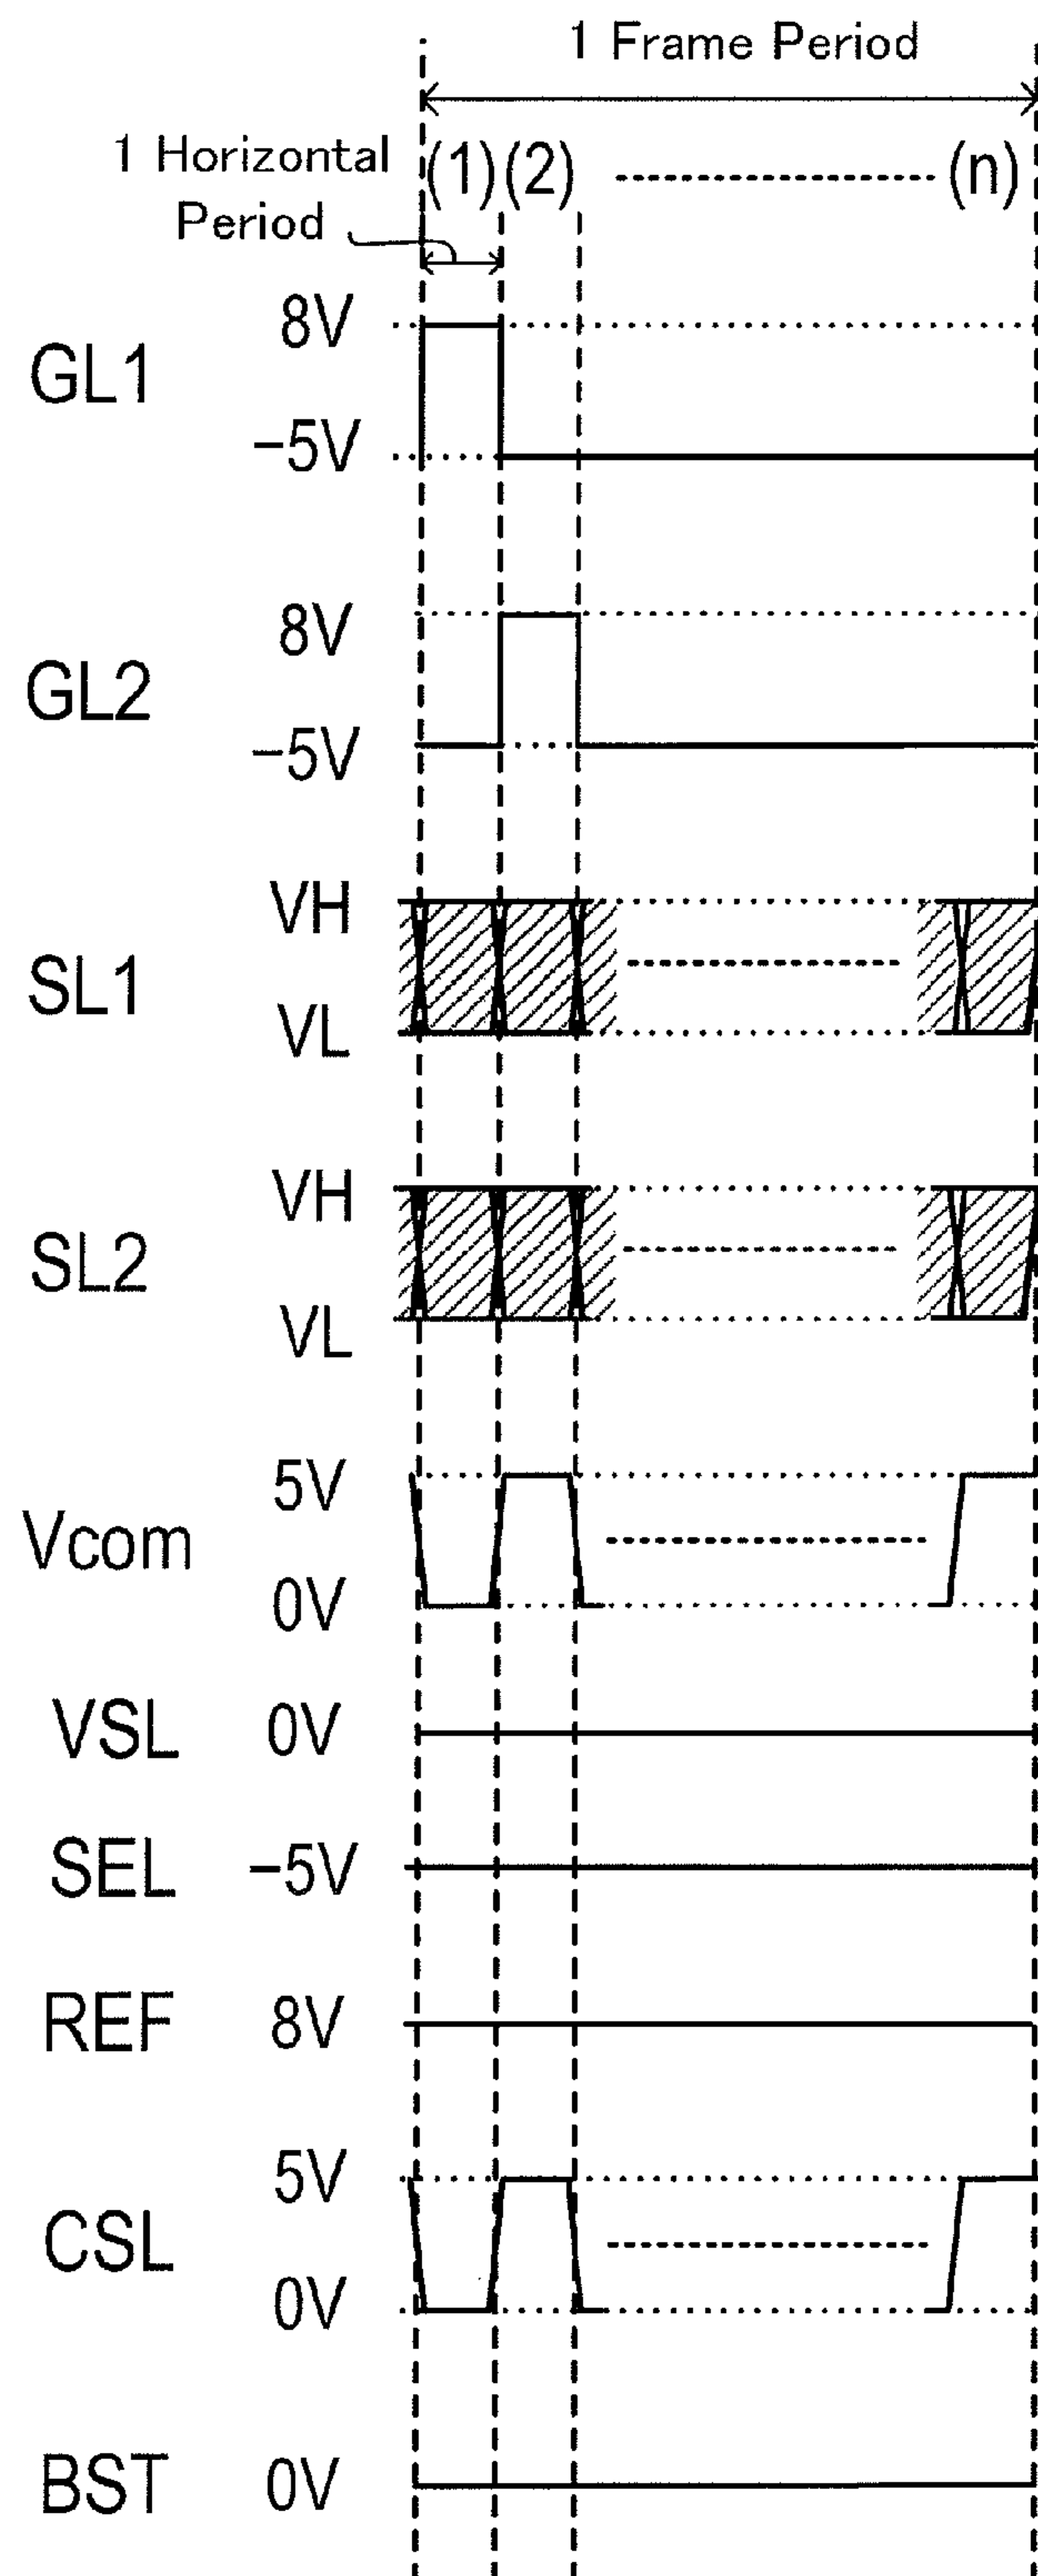 1 Frame Period
1 Horizontal
Period
(1) (2) (n)
GL1
8V
−5V
GL2
8V
−5V
SL1
VH
VL
SL2
VH
VL
Vcom
5V
0V
VSL 0V
SEL −5V
REF 8V
CSL
5V
0V
BST 0V